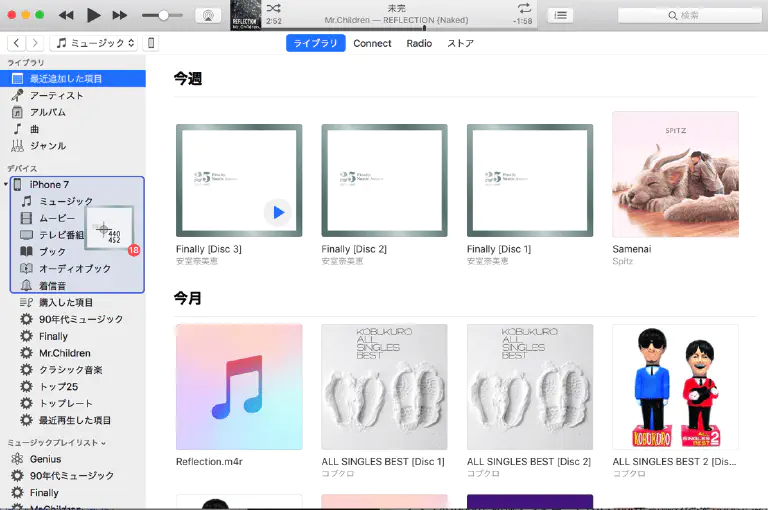 未完
2:52
Mr.Children — REFLECTION {Naked}
-1:58
検索
ミュージック
ライブラリ
Connect
Radio
ストア
ライブラリ
最近追加した項目
アーティスト
アルバム
曲
ジャンル
デバイス
iPhone 7
ミュージック
ムービー
テレビ番組
440
452
18
ブック
オーディオブック
着信音
購入した項目
90年代ミュージック
Finally
Mr.Children
クラシック音楽
トップ25
トップレート
最近再生した項目
ミュージックプレイリスト
Genius
90年代ミュージック
Finally
Mr.Children
今週
Finally [Disc 3]
安室奈美恵
Finally [Disc 2]
安室奈美恵
Finally [Disc 1]
安室奈美恵
SPITZ
Samenai
Spitz
今月
Reflection.m4r
KOBUKURO
ALL
SINGLES
BEST
ALL SINGLES BEST [Disc 1]
コブクロ
KOBUKURO
ALL
SINGLES
BEST
ALL SINGLES BEST [Disc 2]
コブクロ
KOBUKURO
ALL SINGLES
BEST 2
ALL SINGLES BEST 2 [Dis...
コブクロ